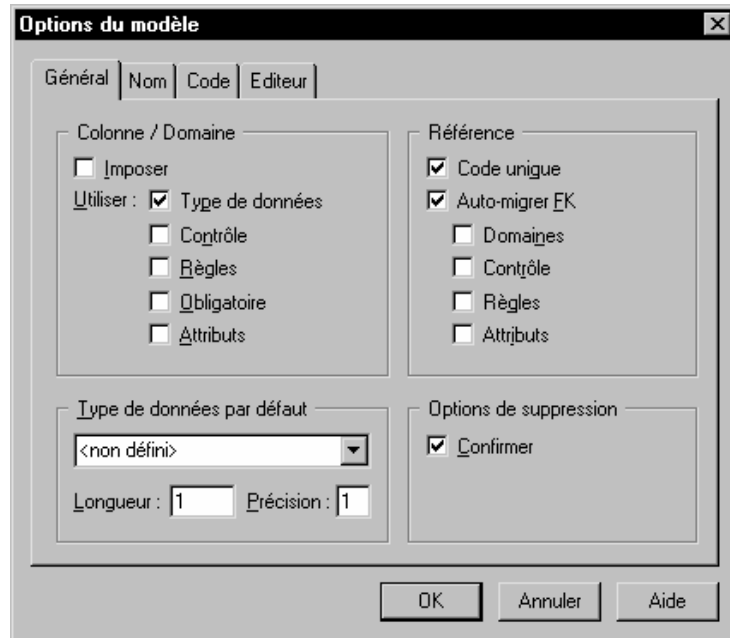 Options du modèle
Général Nom Code Editeur
Colonne / Domaine
Imposer
Utiliser : Type de données
Contrôle
Règles
Obligatoire
Attributs
Référence
Code unigue
Auto-migrer FK
Domaines
Contrôle
Règles
Attributs
Type de données par défaut
<non défini>
Longueur : 1 Précision : 1
Options de suppression
Confirmer
OK Annuler Aide